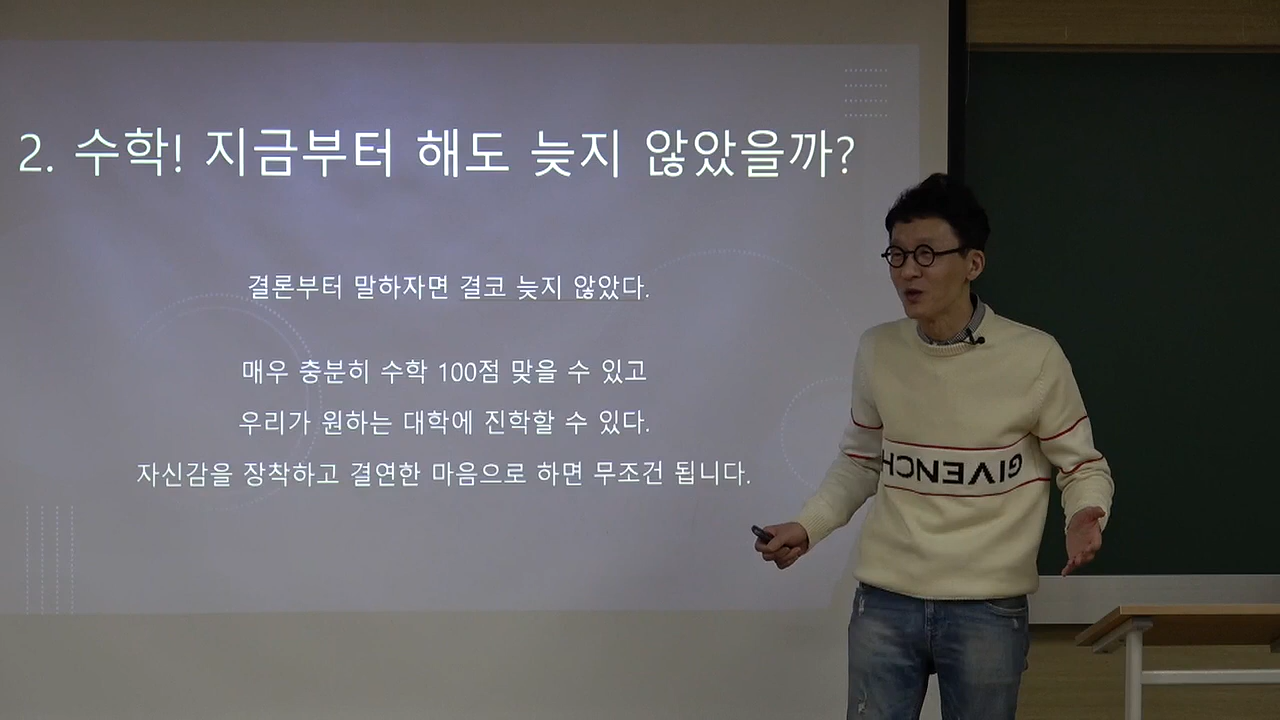 2. 수학! 지금부터 해도 늦지 않았을까?
결론부터 말하자면 결코 늦지 않았다.
매우 충분히 수학 100점 맞을 수 있고
우리가 원하는 대학에 진학할 수 있다.
자신감을 장착하고 결연한 마음으로 하면 무조건 됩니다.
GIVENCH